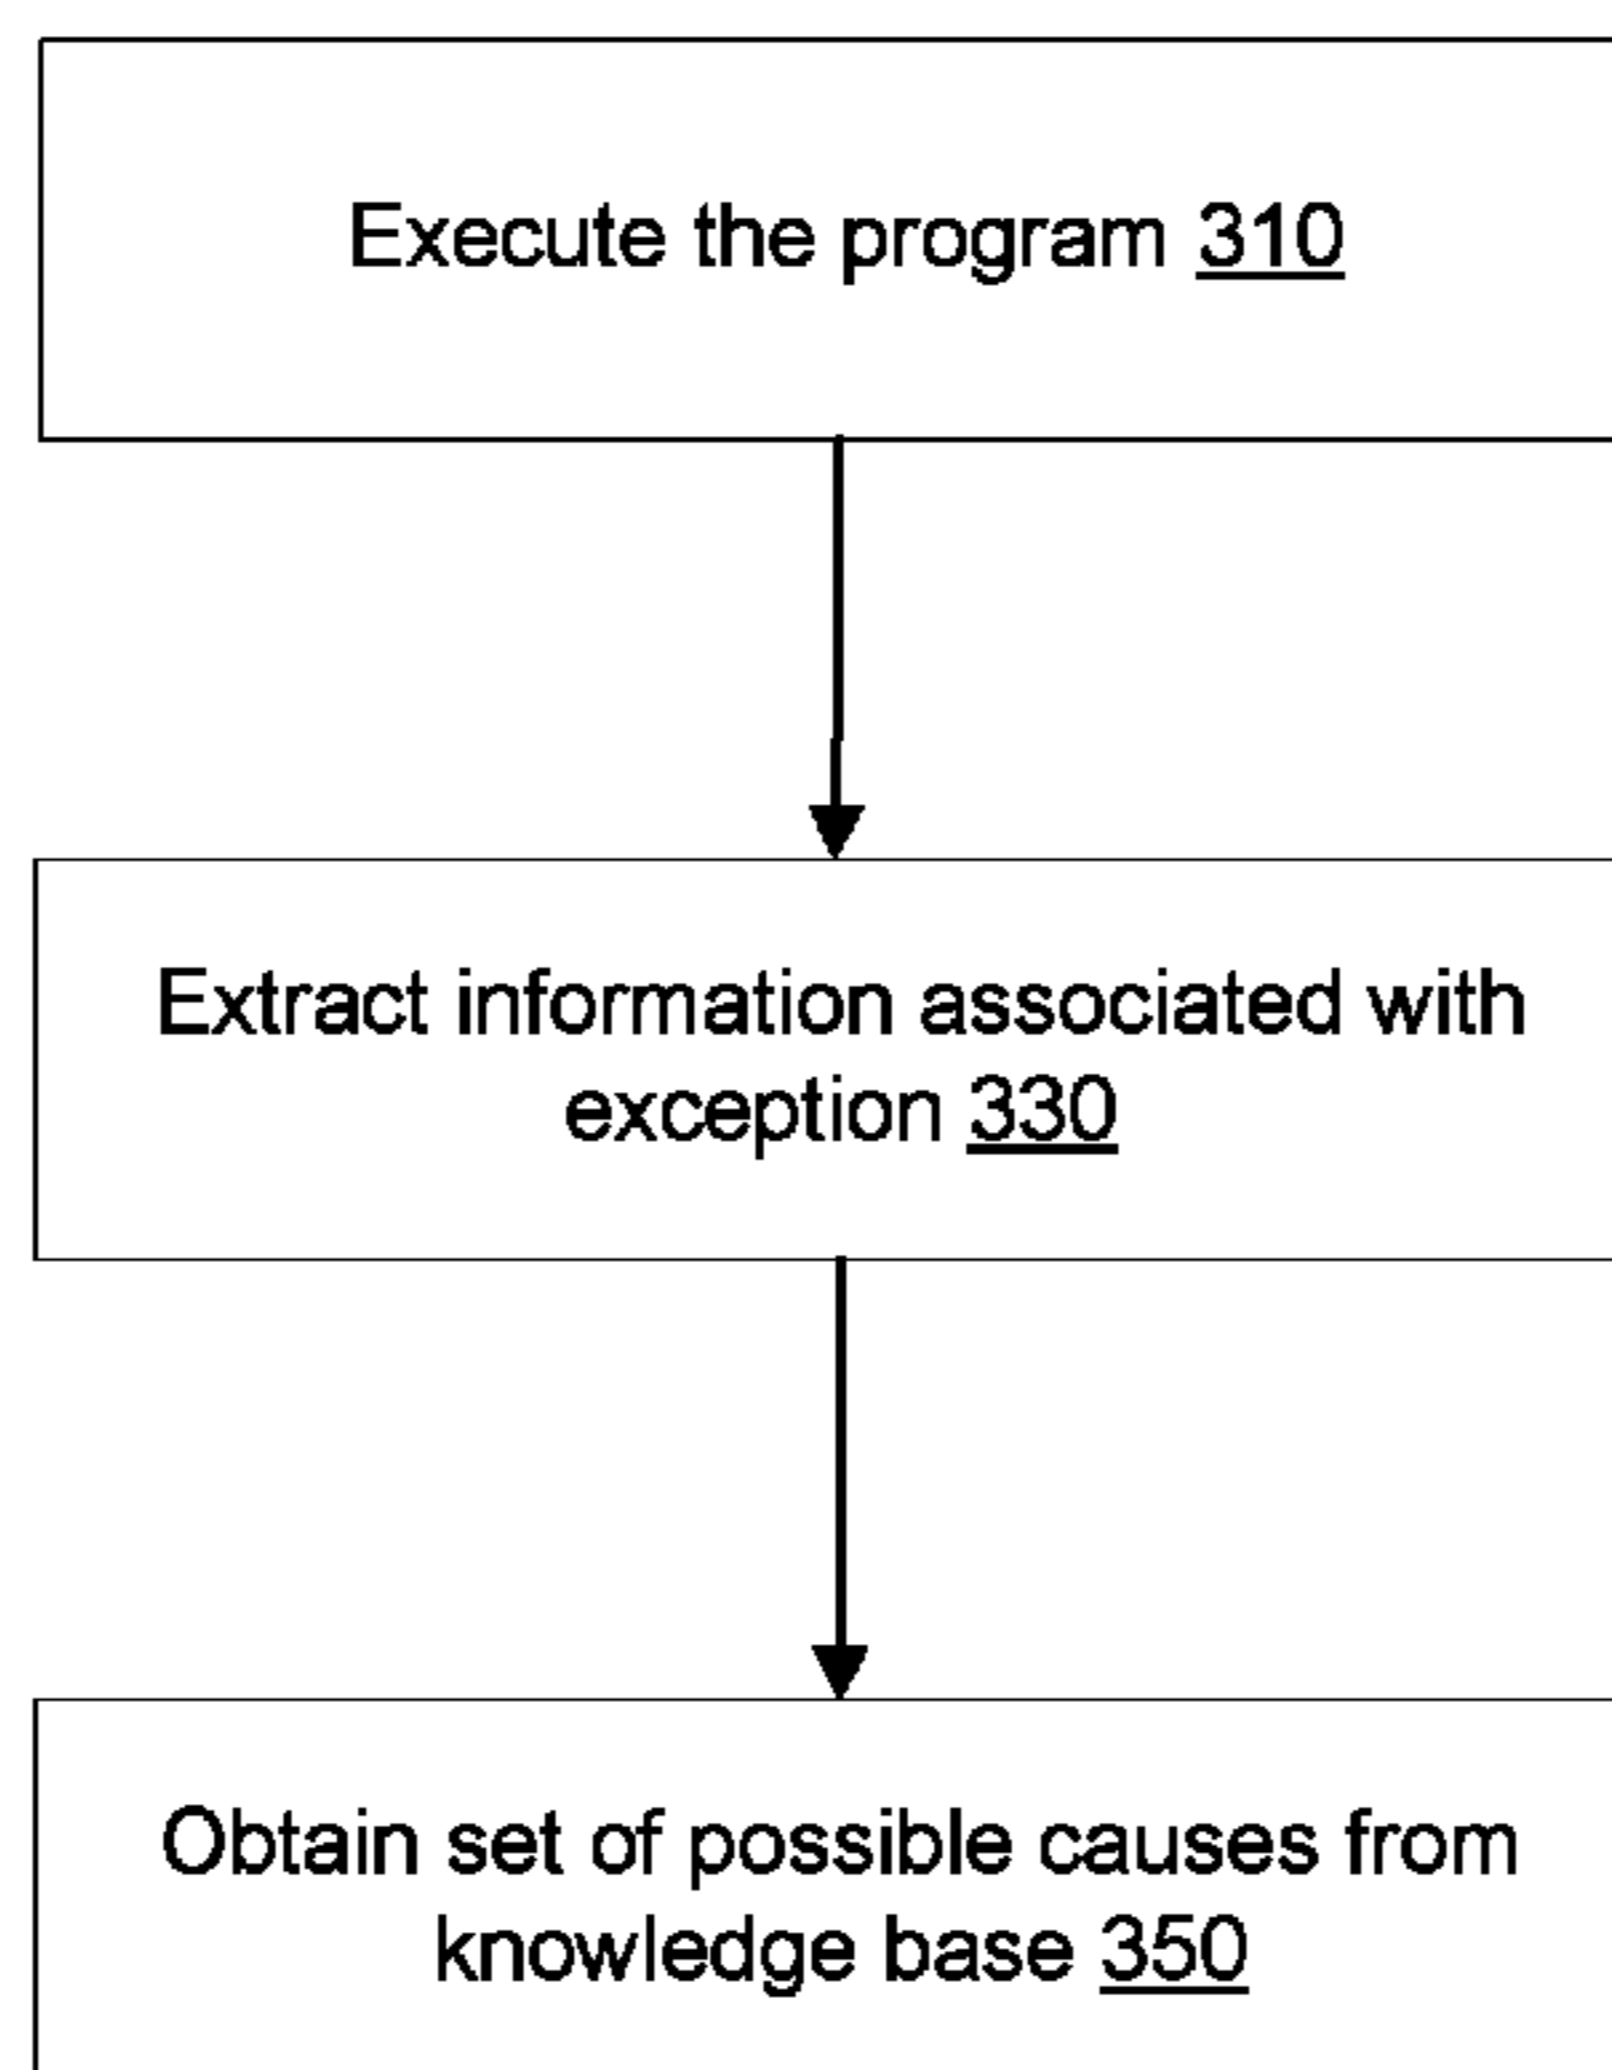 Execute the program 310
Extract information associated with
exception 330
Obtain set of possible causes from
knowledge base 350